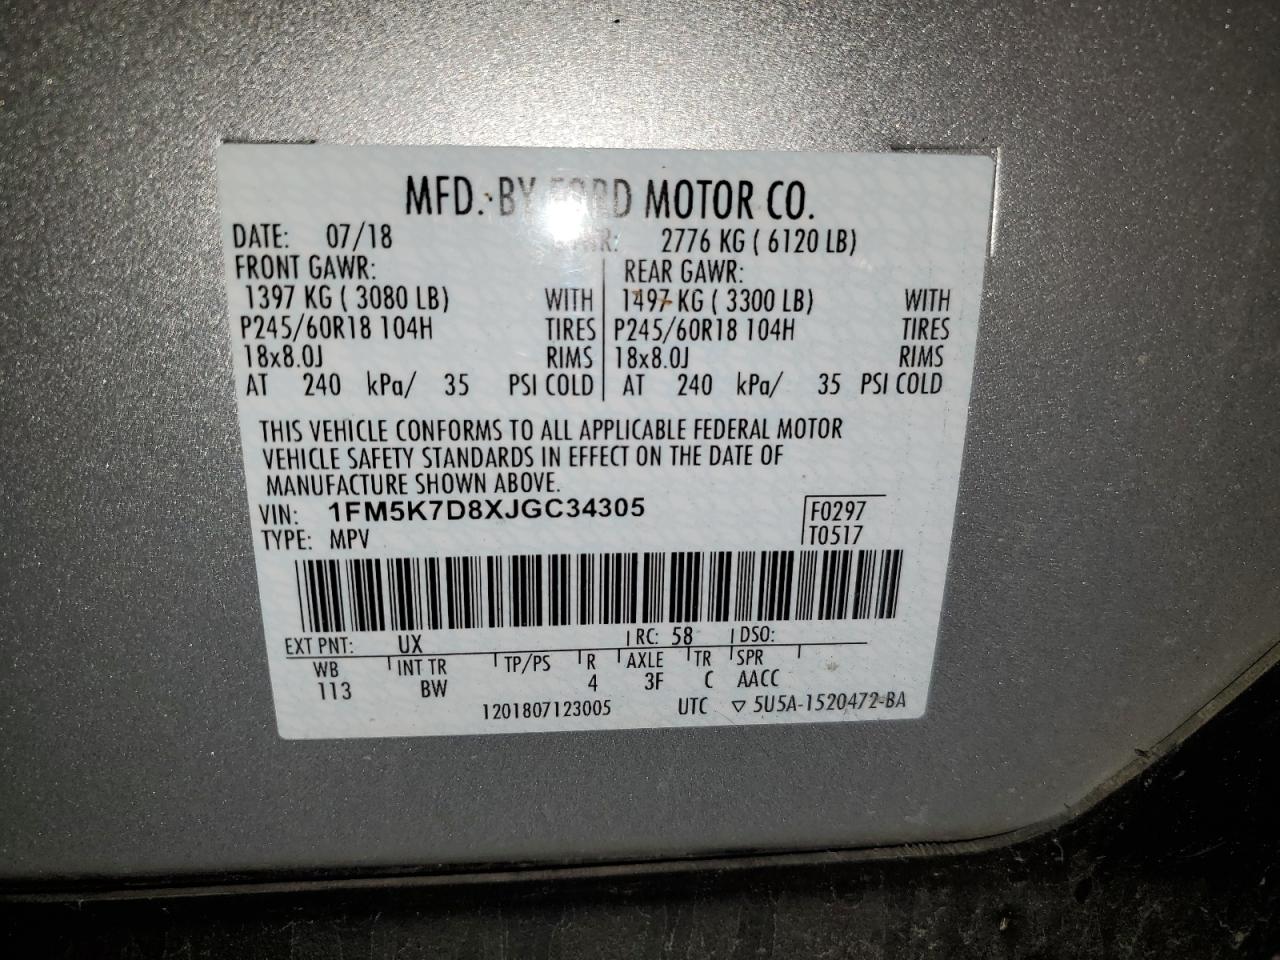 MFD. BY FORD MOTOR CO.
DATE: 07/18 2776 KG ( 6120 LB)
FRONT GAWR: REAR GAWR:
1397 KG ( 3080 LB) WITH 1497 KG ( 3300 LB) WITH
P245/60R18 104H TIRES P245/60R18 104H TIRES
18x8.0J RIMS 18x8.0J RIMS
AT 240 kPa/ 35 PSI COLD AT 240 kPa/ 35 PSI COLD
THIS VEHICLE CONFORMS TO ALL APPLICABLE FEDERAL MOTOR
VEHICLE SAFETY STANDARDS IN EFFECT ON THE DATE OF
MANUFACTURE SHOWN ABOVE.
VIN: 1FM5K7D8XJGC34305 F0297
TYPE: MPV T0517
EXT PNT: UX RC: 58 DSO:
WB INT TR TP/PS R AXLE TR SPR
113 BW 4 3F C AACC
1201807123005 UTC ▽ 5U5A-1520472-BA